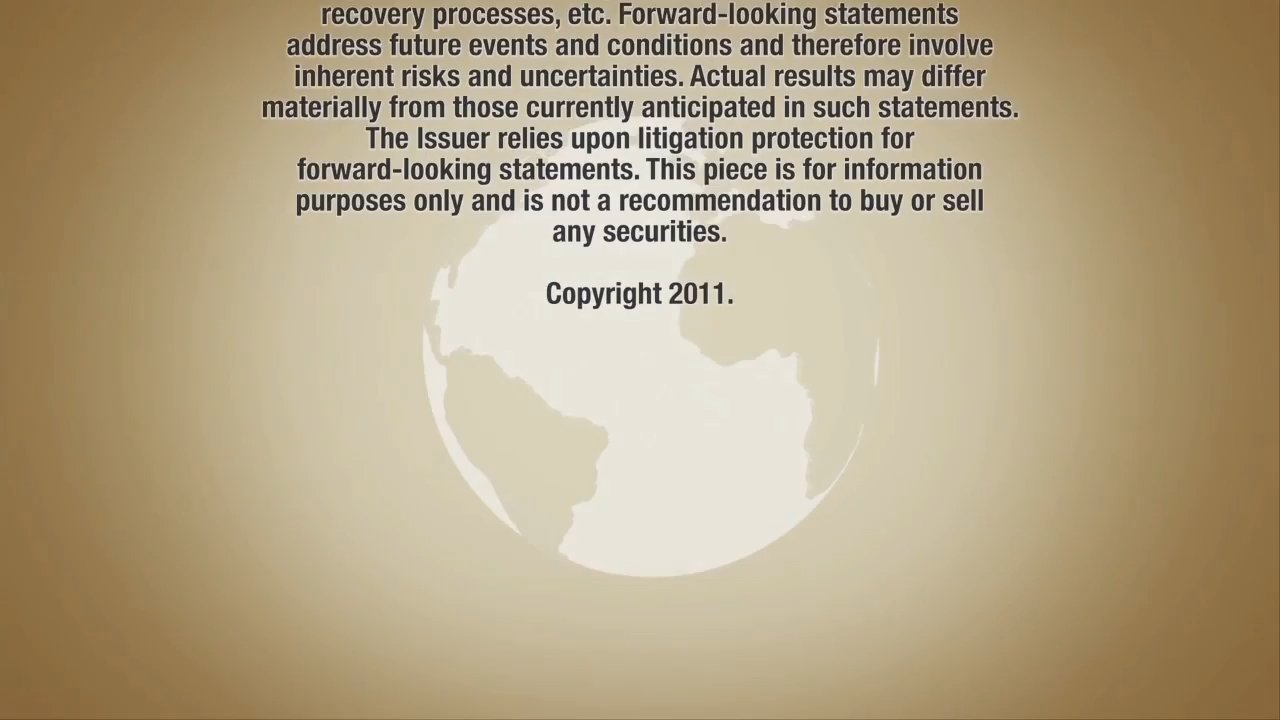 recovery processes, etc. Forward-looking statements
address future events and conditions and therefore involve
inherent risks and uncertainties. Actual results may differ
materially from those currently anticipated in such statements.
The Issuer relies upon litigation protection for
forward-looking statements. This piece is for information
purposes only and is not a recommendation to buy or sell
any securities.
Copyright 2011.